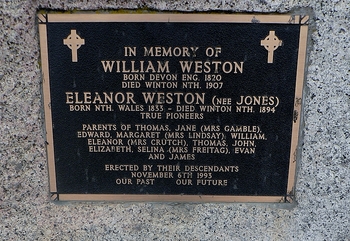 IN MEMORY OF
WILLIAM WESTON
BORN DEVON ENG. 1820
DIED WINTON NTH. 1907
ELEANOR WESTON (NEE JONES)
BORN NTH. WALES 1833 - DIED WINTON NTH. 1894
TRUE PIONEERS
PARENTS OF THOMAS, JANE (MRS GAMBLE),
EDWARD, MARGARET (MRS LINDSAY), WILLIAM,
ELEANOR (MRS CRUTCH), THOMAS, JOHN,
ELIZABETH, SELINA (MRS FREITAG), EVAN
AND JAMES
ERECTED BY THEIR DESCENDANTS
NOVEMBER 6TH 1993
OUR PAST OUR FUTURE